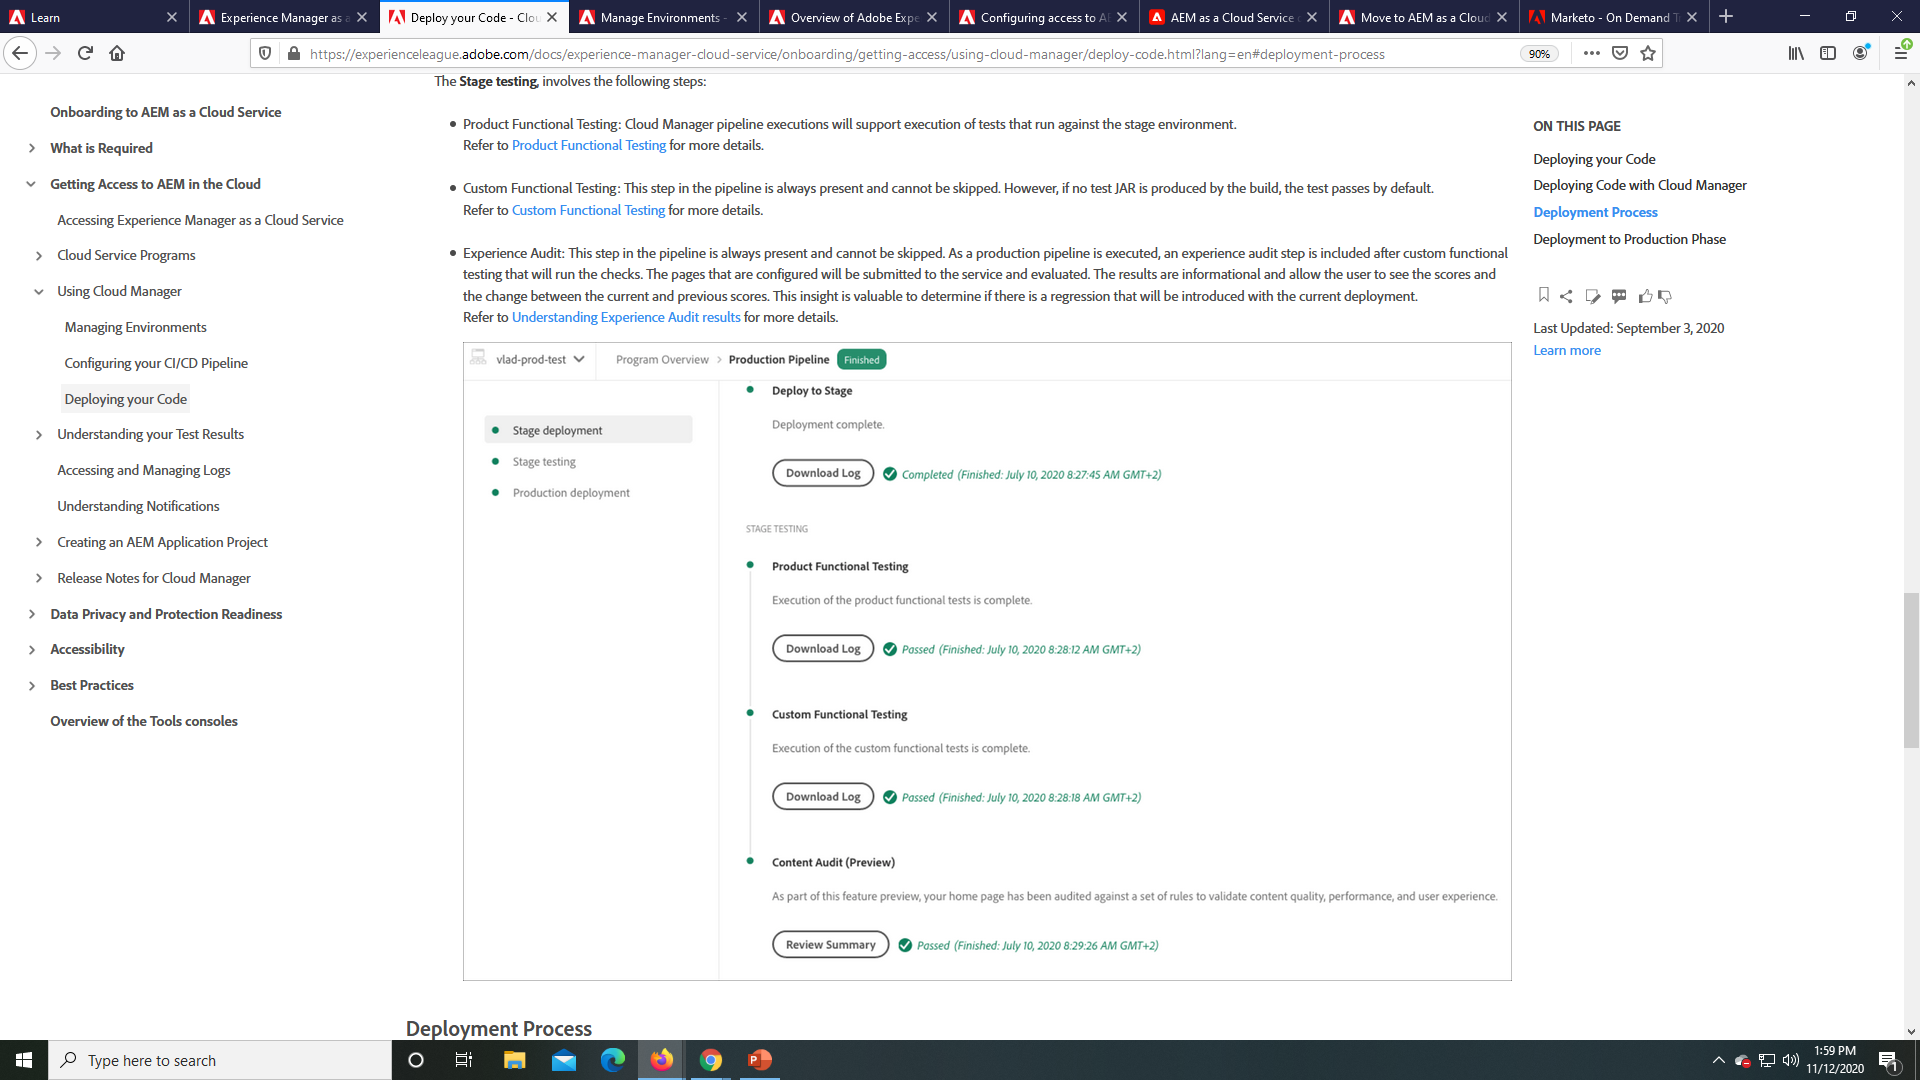 Learn
Experience Manager as a
Deploy your Code - Clou
Manage Environments -
Overview of Adobe Expe
Configuring access to AE
AEM as a Cloud Service
Move to AEM as a Cloud
Marketo - On Demand T
https://experienceleague.adobe.com/docs/experience-manager-cloud-service/onboarding/getting-access/using-cloud-manager/deploy-code.html?lang=en#deployment-process
90%
Onboarding to AEM as a Cloud Service
What is Required
Getting Access to AEM in the Cloud
Accessing Experience Manager as a Cloud Service
Cloud Service Programs
Using Cloud Manager
Managing Environments
Configuring your CI/CD Pipeline
Deploying your Code
Understanding your Test Results
Accessing and Managing Logs
Understanding Notifications
Creating an AEM Application Project
Release Notes for Cloud Manager
Data Privacy and Protection Readiness
Accessibility
Best Practices
Overview of the Tools consoles
The Stage testing, involves the following steps:
Product Functional Testing: Cloud Manager pipeline executions will support execution of tests that run against the stage environment.
Refer to Product Functional Testing for more details.
Custom Functional Testing: This step in the pipeline is always present and cannot be skipped. However, if no test JAR is produced by the build, the test passes by default.
Refer to Custom Functional Testing for more details.
Experience Audit: This step in the pipeline is always present and cannot be skipped. As a production pipeline is executed, an experience audit step is included after custom functional
testing that will run the checks. The pages that are configured will be submitted to the service and evaluated. The results are informational and allow the user to see the scores and
the change between the current and previous scores. This insight is valuable to determine if there is a regression that will be introduced with the current deployment.
Refer to Understanding Experience Audit results for more details.
vlad-prod-test
Program Overview > Production Pipeline Finished
Stage deployment
Stage testing
Production deployment
Deploy to Stage
Deployment complete.
Download Log
Completed (Finished: July 10, 2020 8:27:45 AM GMT+2)
STAGE TESTING
Product Functional Testing
Execution of the product functional tests is complete.
Download Log
Passed (Finished: July 10, 2020 8:28:12 AM GMT+2)
Custom Functional Testing
Execution of the custom functional tests is complete.
Download Log
Passed (Finished: July 10, 2020 8:28:18 AM GMT+2)
Content Audit (Preview)
As part of this feature preview, your home page has been audited against a set of rules to validate content quality, performance, and user experience.
Review Summary
Passed (Finished: July 10, 2020 8:29:26 AM GMT+2)
Deployment Process
ON THIS PAGE
Deploying your Code
Deploying Code with Cloud Manager
Deployment Process
Deployment to Production Phase
Last Updated: September 3, 2020
Learn more
Type here to search
1:59 PM
11/12/2020
1